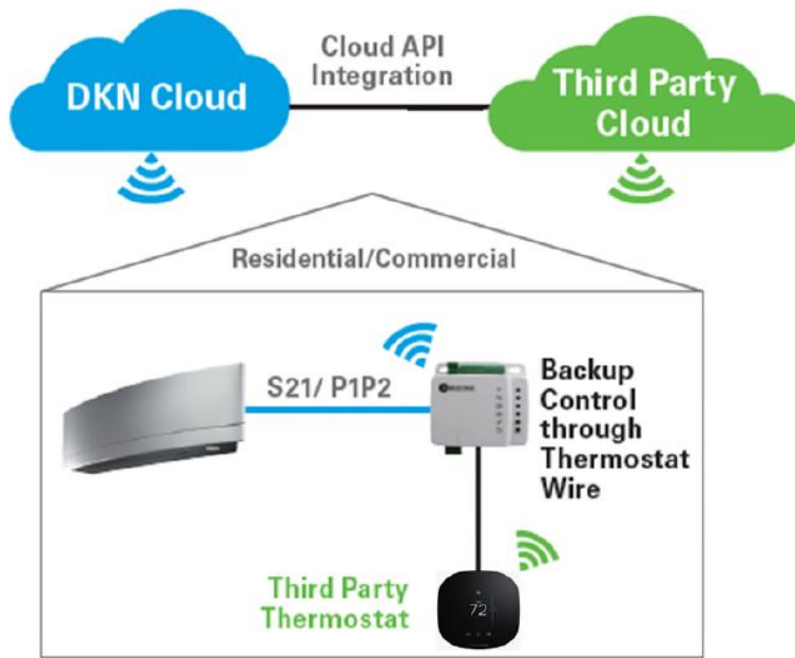 Cloud API
Integration
DKN Cloud
Third Party
Cloud
Residential/Commercial
S21/ P1P2
Backup
Control
through
Thermostat
Wire
Third Party
Thermostat
72